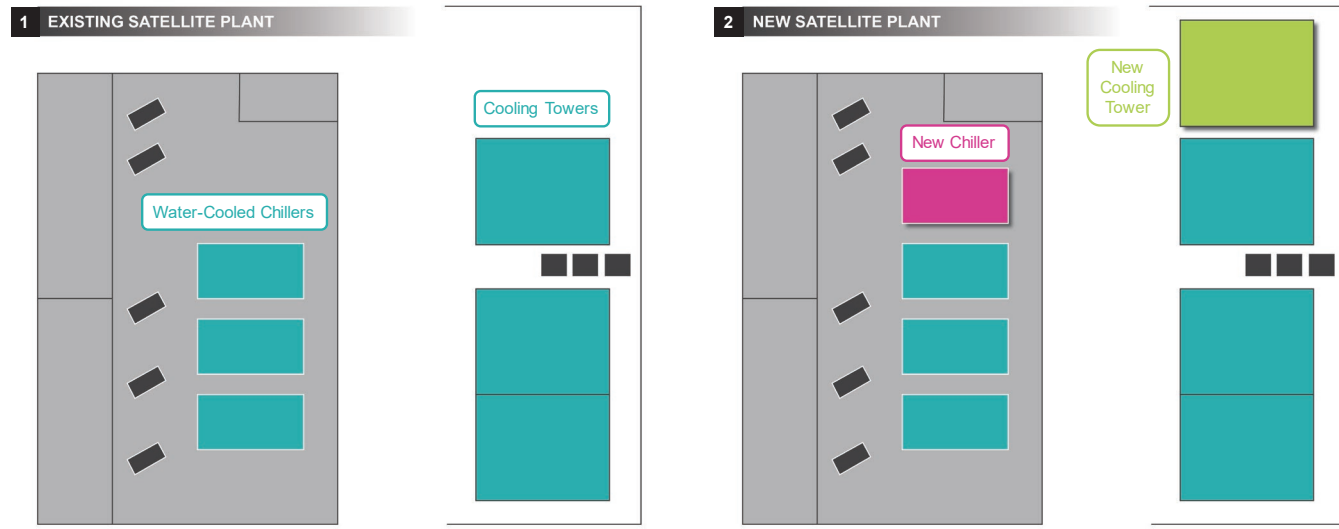 1 EXISTING SATELLITE PLANT
Cooling Towers
Water-Cooled Chillers
2 NEW SATELLITE PLANT
New
Cooling
Tower
New Chiller